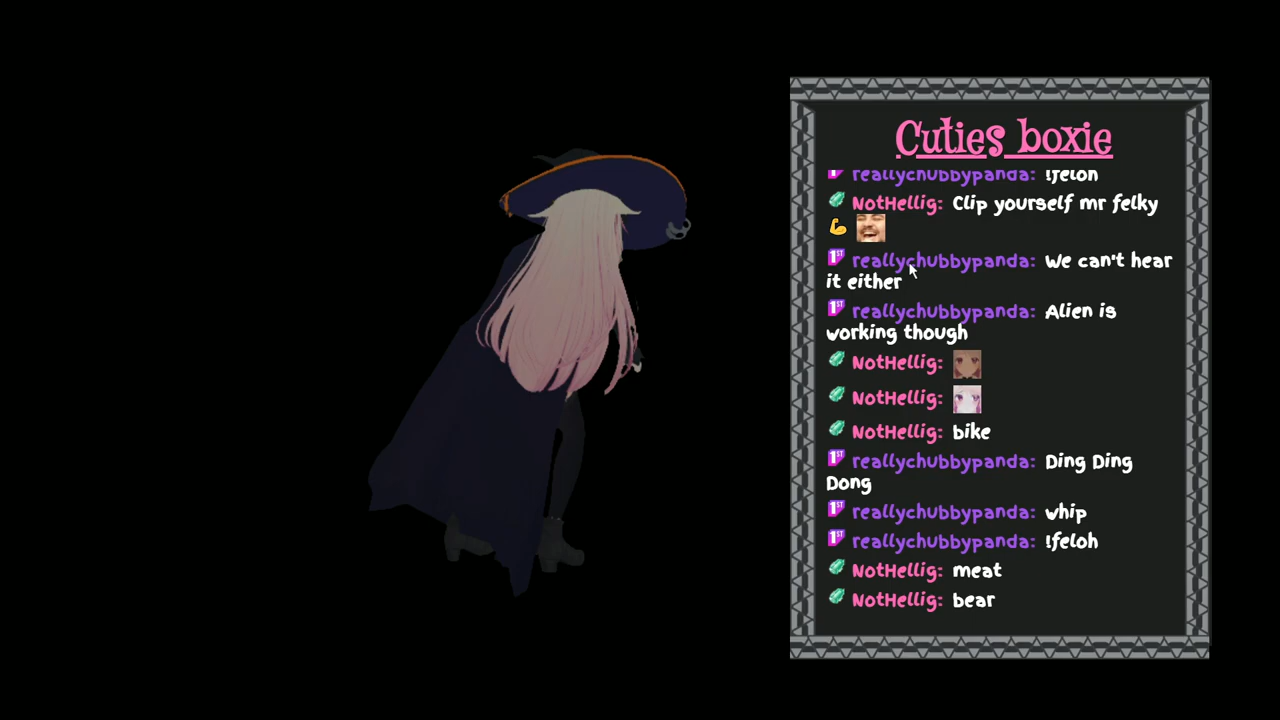 Cuties boxie
reallychubbypanda: !felon
NotHellig: Clip yourself mr felky
reallychubbypanda: We can't hear
it either
reallychubbypanda: Alien is
working though
NotHellig:
NotHellig:
NotHellig: bike
reallychubbypanda: Ding Ding
Dong
reallychubbypanda: whip
reallychubbypanda: !feloh
NotHellig: meat
NotHellig: bear